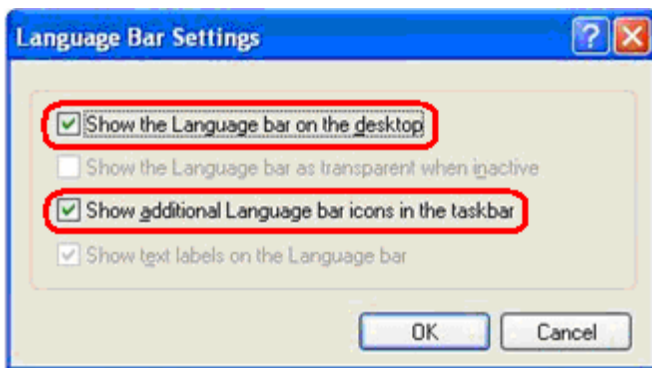 Language Bar Settings
Show the Language bar on the desktop
Show the Language bar as transparent when inactive
Show additional Language bar icons in the taskbar
Show text labels on the Language bar
OK Cancel